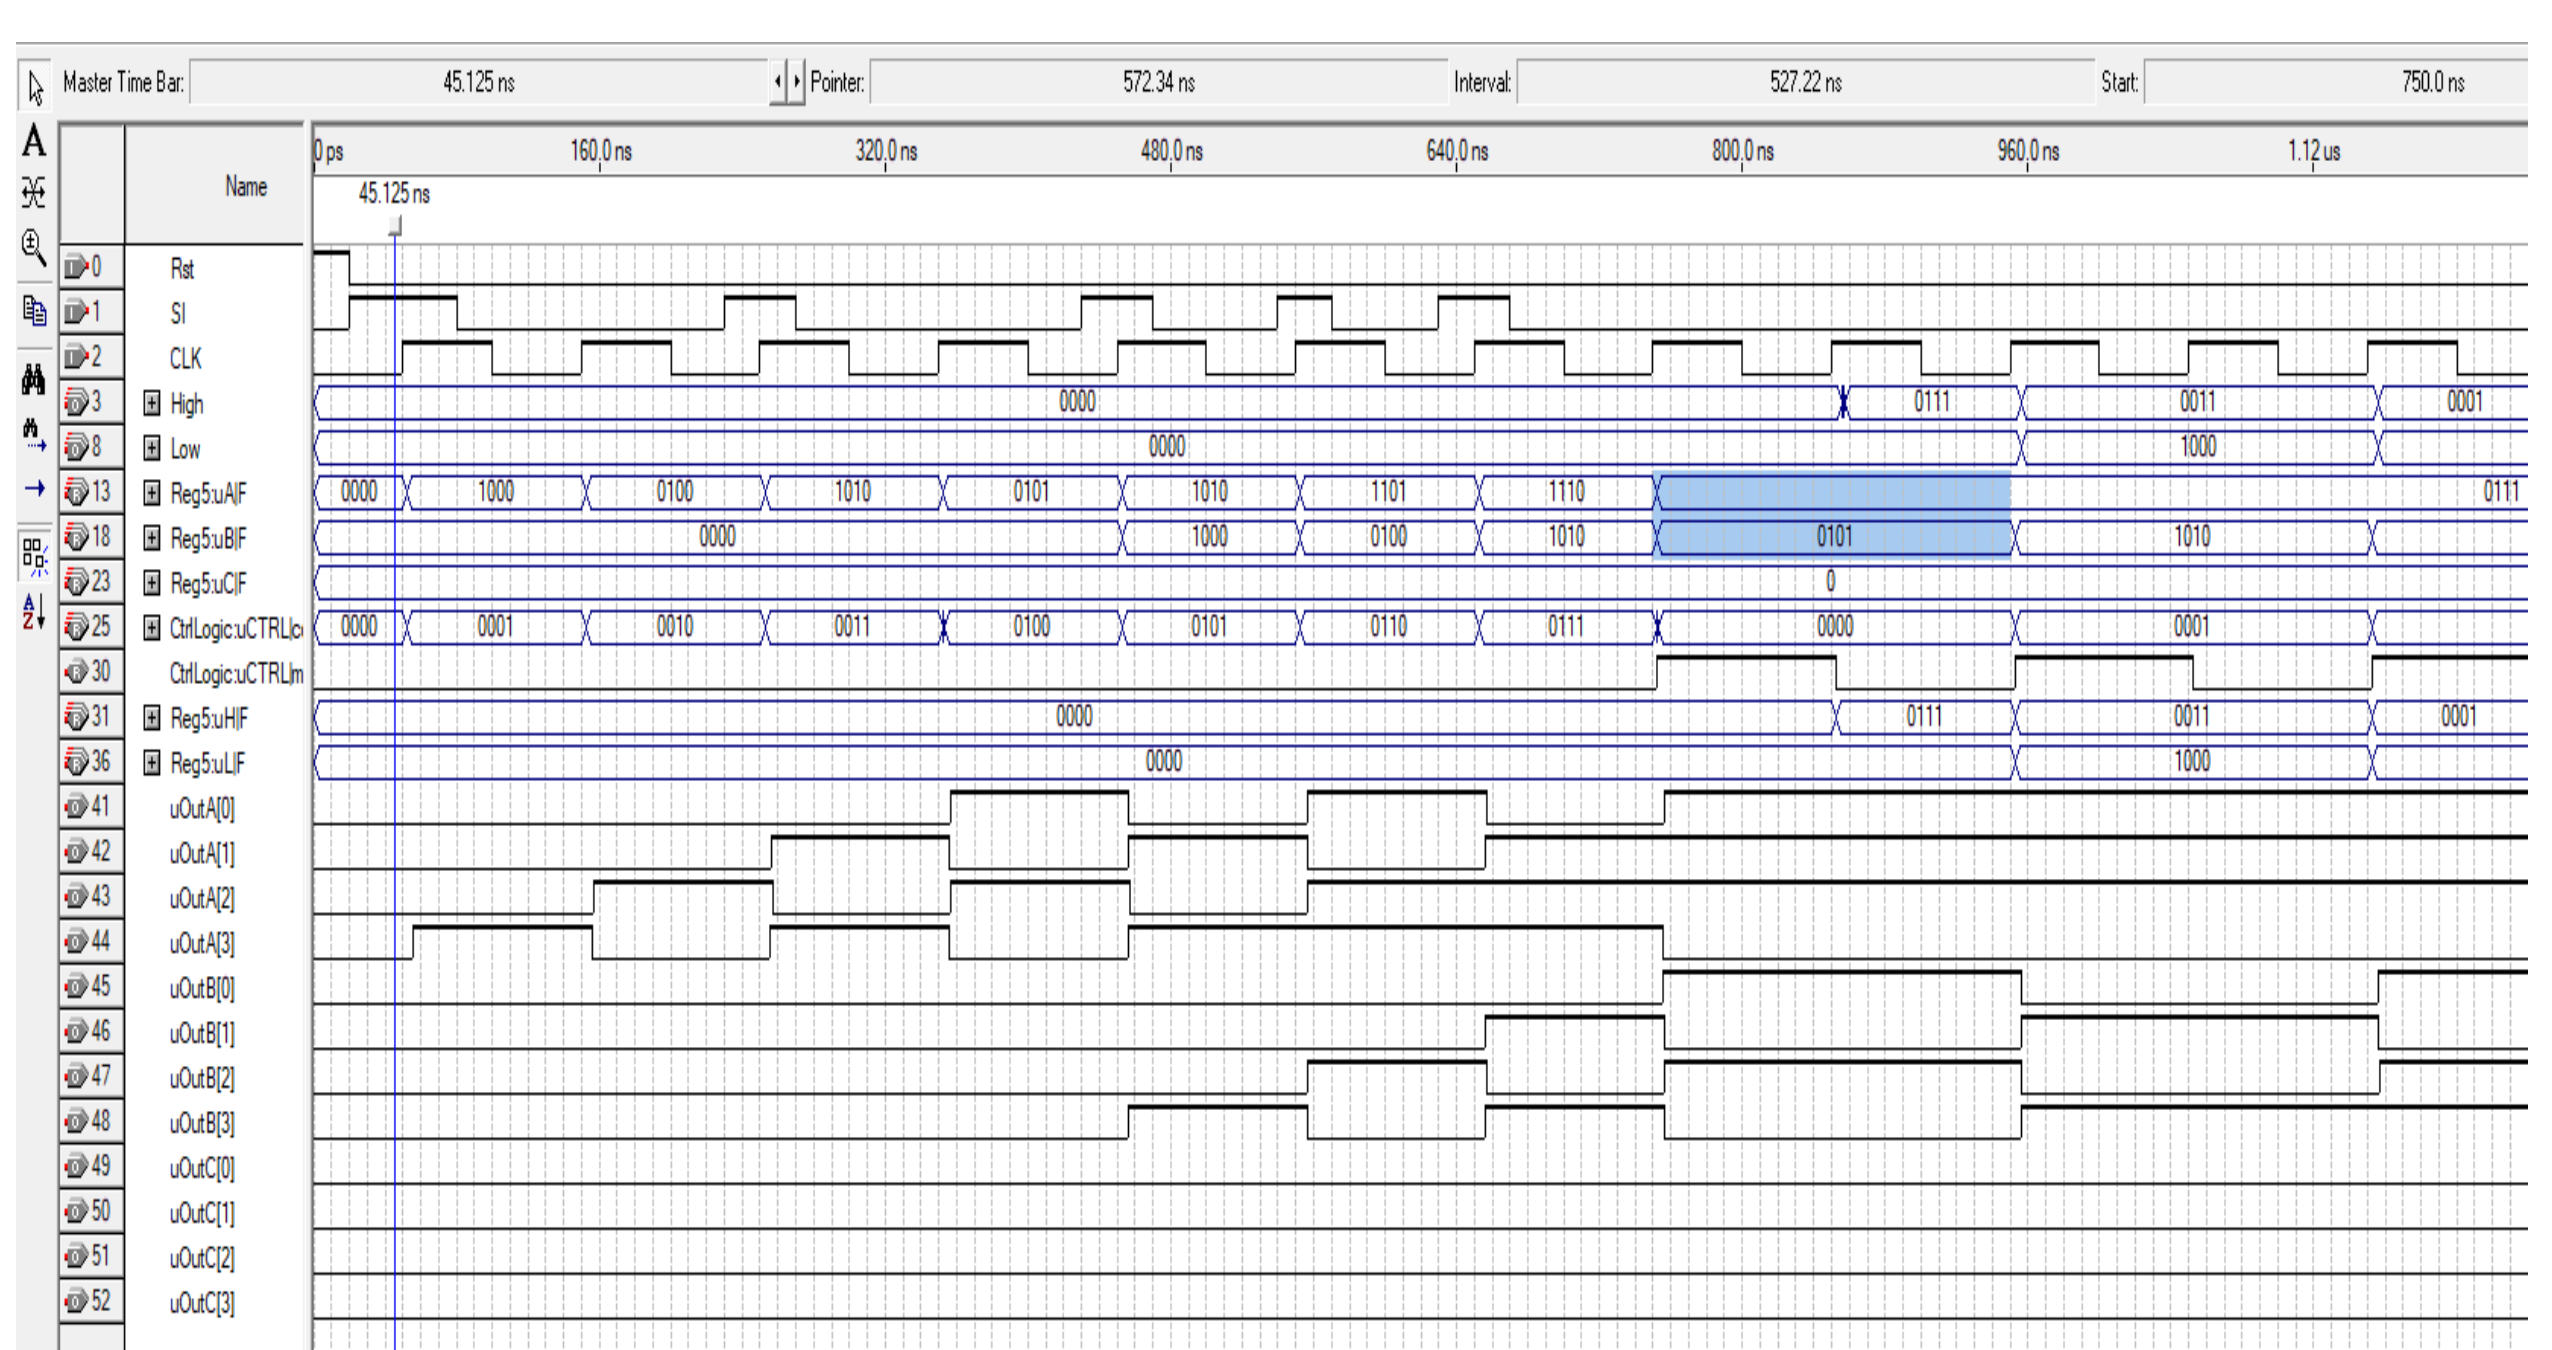 Master Time Bar: 45.125 ns Pointer: 572.34 ns Interval: 527.22 ns Start: 750.0 ns
Name 0 ps 160.0 ns 320.0 ns 480.0 ns 640.0 ns 800.0 ns 960.0 ns 1.12 us
45.125 ns
0 Rst
1 SI
2 CLK
3 High 0000 0111 0011 0001
8 Low 0000 1000
13 Reg5:uA|F 0000 1000 0100 1010 0101 1010 1101 1110 0111
18 Reg5:uB|F 0000 1000 0100 1010 0101 1010
23 Reg5:uC|F 0
25 CtrlLogic:uCTRL|c 0000 0001 0010 0011 0100 0101 0110 0111 0000 0001
30 CtrlLogic:uCTRL|m
31 Reg5:uH|F 0000 0111 0011 0001
36 Reg5:uL|F 0000 1000
41 uOutA[0]
42 uOutA[1]
43 uOutA[2]
44 uOutA[3]
45 uOutB[0]
46 uOutB[1]
47 uOutB[2]
48 uOutB[3]
49 uOutC[0]
50 uOutC[1]
51 uOutC[2]
52 uOutC[3]